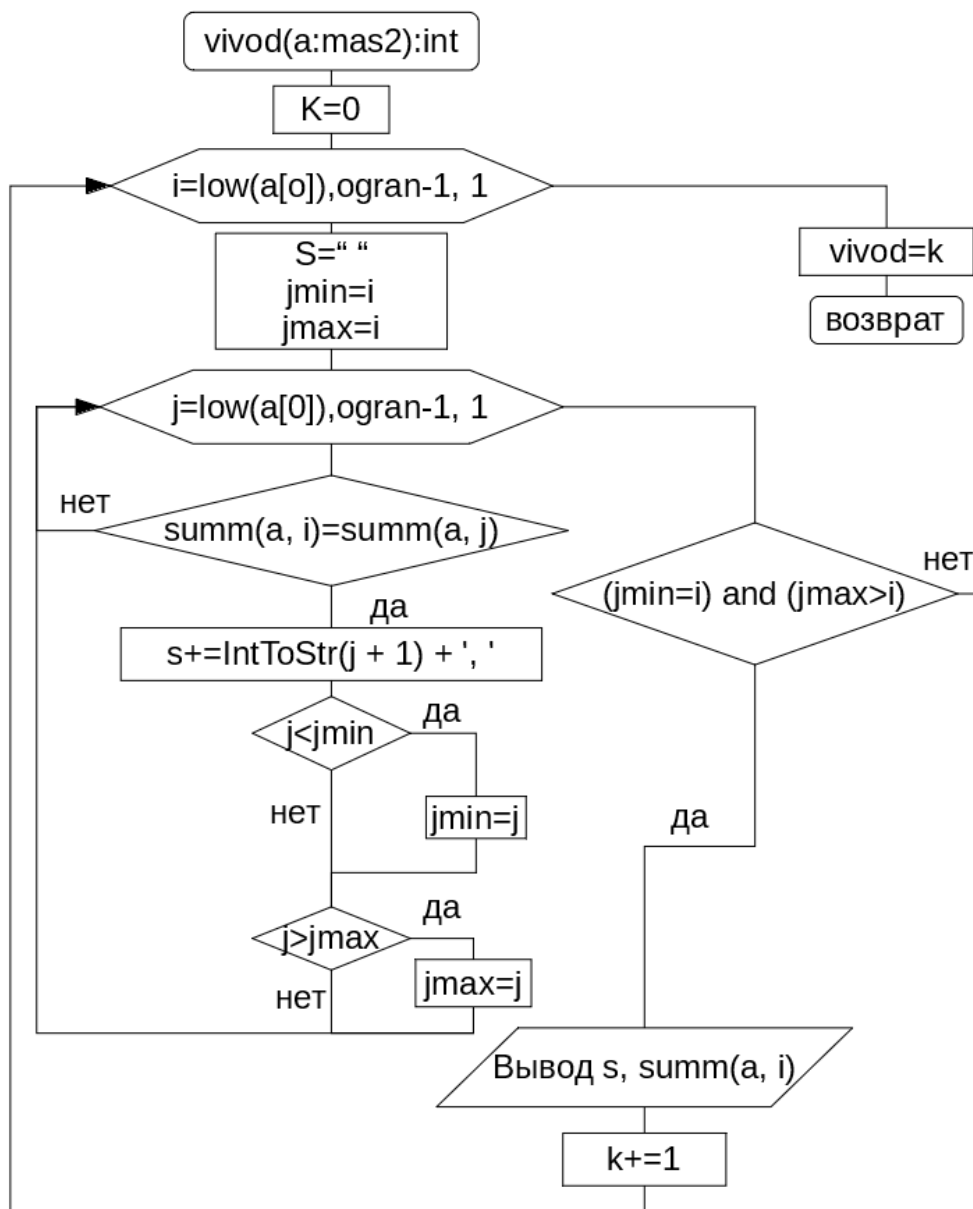 vivod(a:mas2):int
K=0
i=low(a[o]),ogran-1, 1
S=“ “
jmin=i
jmax=i
vivod=k
возврат
j=low(a[0]),ogran-1, 1
нет
summ(a, i)=summ(a, j)
да
s+=IntToStr(j + 1) + ', '
j<jmin
да
нет
jmin=j
j>jmax
да
нет
jmax=j
(jmin=i) and (jmax>i)
нет
да
Вывод s, summ(a, i)
k+=1